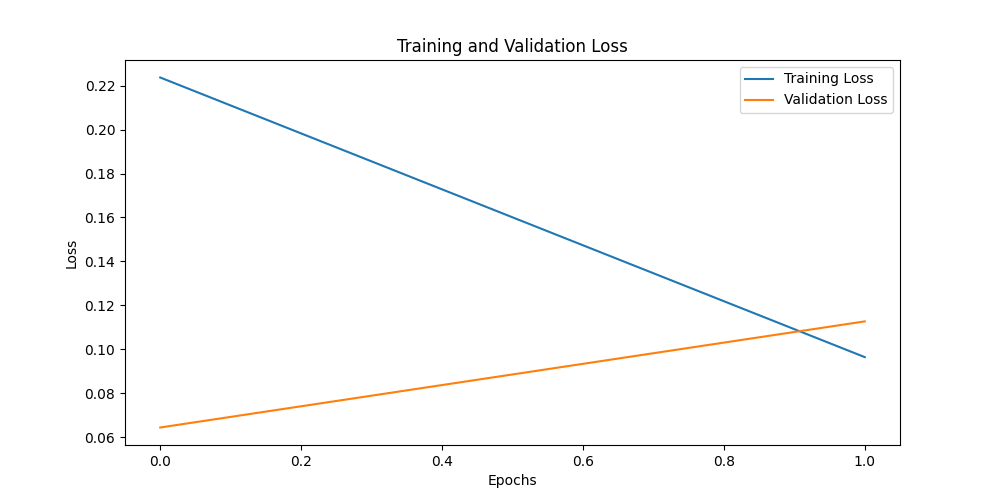 Training and Validation Loss
Training Loss
Validation Loss
0.22
0.20
0.18
0.16
0.14
0.12
0.10
0.08
0.06
Loss
0.0 0.2 0.4 0.6 0.8 1.0
Epochs